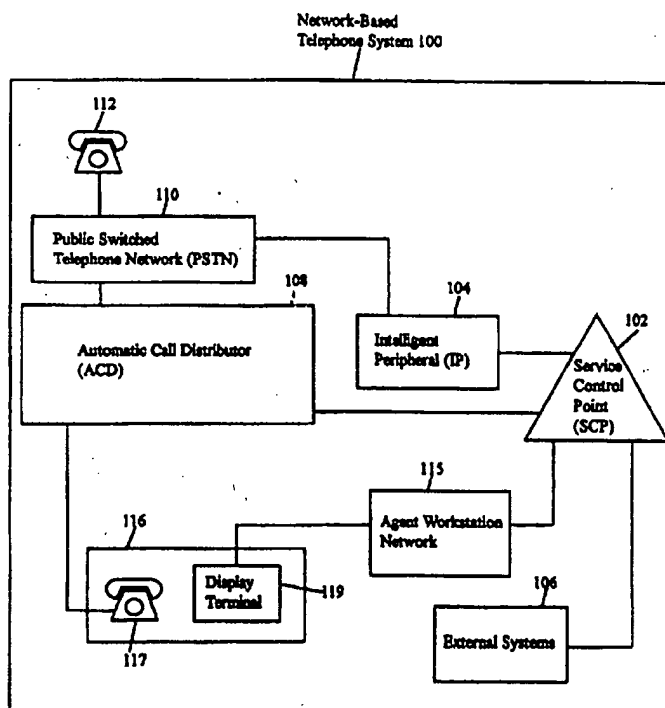 Network-Based
Telephone System 100
112
110
Public Switched
Telephone Network (PSTN)
108
104
Automatic Call Distributor
(ACD)
Intelligent
Peripheral (IP)
102
Service
Control
Point
(SCP)
115
116
Agent Workstation
Network
Display
Terminal
119
106
117
External Systems